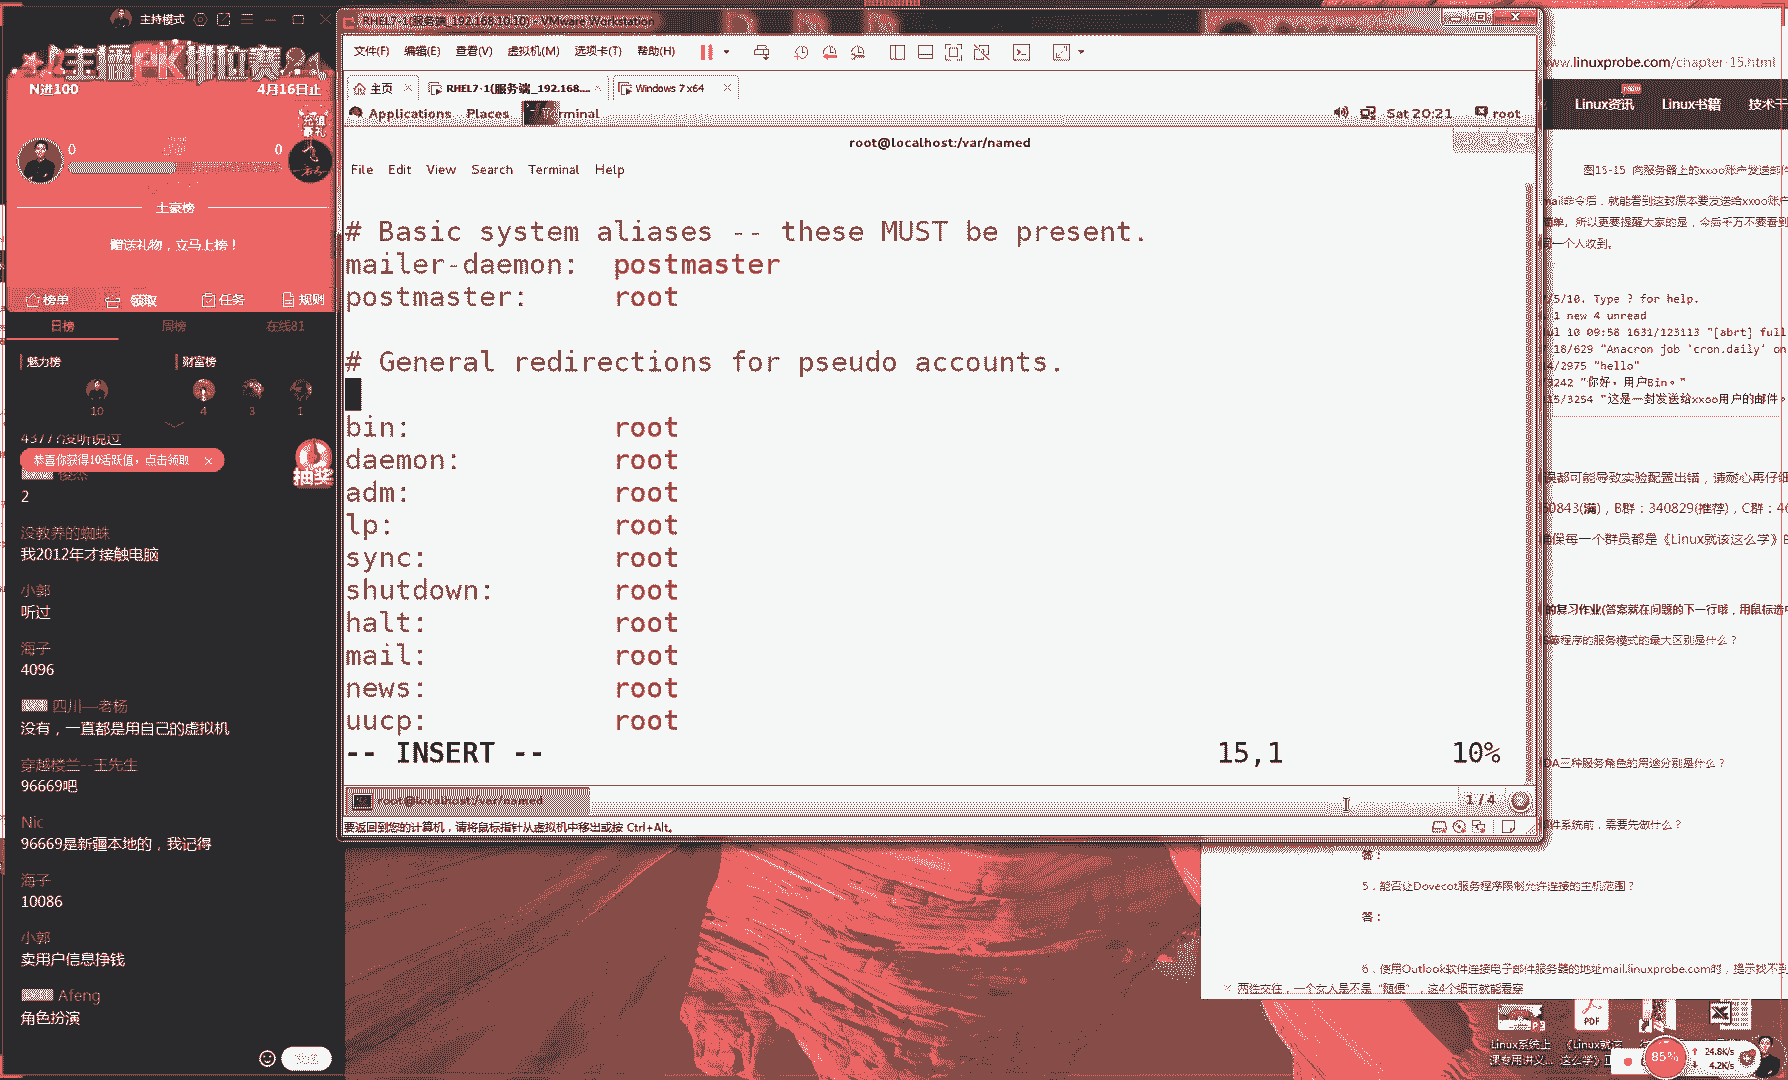 主持模式
主播PK排位赛
N进100
4月16日止
0
0
土豪榜
赠送礼物，立马上榜！
榜单
领取
任务
规则
日榜
周榜
在线81
魅力榜
财富榜
10
4
3
1
4377?没听说过
恭喜你获得10活跃值，点击领取
抽奖
2
没教养的蜘蛛
我2012年才接触电脑
小郭
听过
海子
4096
四川—老杨
没有，一直都是用自己的虚拟机
穿越楼兰--王先生
96669吧
Nic
96669是新疆本地的，我记得
海子
10086
小郭
卖用户信息挣钱
Afeng
角色扮演
RHEL7-1(服务端_192.168.10.10) - VMware Workstation
文件(F) 编辑(E) 查看(V) 虚拟机(M) 选项卡(T) 帮助(H)
主页
RHEL7-1(服务端_192.168....
Windows 7 x64
Applications Places Terminal
Sat 20:21
root
root@localhost:/var/named
File Edit View Search Terminal Help
# Basic system aliases -- these MUST be present.
mailer-daemon: postmaster
postmaster: root
# General redirections for pseudo accounts.
bin: root
daemon: root
adm: root
lp: root
sync: root
shutdown: root
halt: root
mail: root
news: root
uucp: root
-- INSERT --
15,1
10%
root@localhost:/var/named
1 / 4
要返回到您的计算机，请将鼠标指针从虚拟机中移出或按 Ctrl+Alt。
www.linuxprobe.com/chapter-15.html
Linux资讯
Linux书籍
技术干
图15-15 向服务器上的xxoo账户发送邮件
mail命令后，就能看到这封原本要发送给xxoo账户
简单，所以更要提醒大家的是，今后千万不要看到
一个人收到。
/5/10. Type ? for help.
1 new 4 unread
ul 10 09:58 1631/123113 "[abrt] full
18/629 "Anacron job 'cron.daily' on
4/2975 "hello"
3242 "你好，用户Bin。"
15/3254 "这是一封发送给xxoo用户的邮件。
误都可能导致实验配置出错，请耐心再仔细
50843(满)，B群：340829(推荐)，C群：46
确保每一个群员都是《Linux就该这么学》的
的复习作业(答案就在问题的下一行哦，用鼠标选中
务程序的服务模式的最大区别是什么？
DA三种服务角色的用途分别是什么？
件系统前，需要先做什么？
答：
5．能否让Dovecot服务程序限制允许连接的主机范围？
答：
6．使用Outlook软件连接电子邮件服务器的地址mail.linuxprobe.com时，提示找不到
两性交往，一个女人是不是“随便”，这4个细节就能看穿
PDF
Linux系统上
课专用讲义...
《Linux就该
这么学》
85%
24.8K/s
4.2K/s